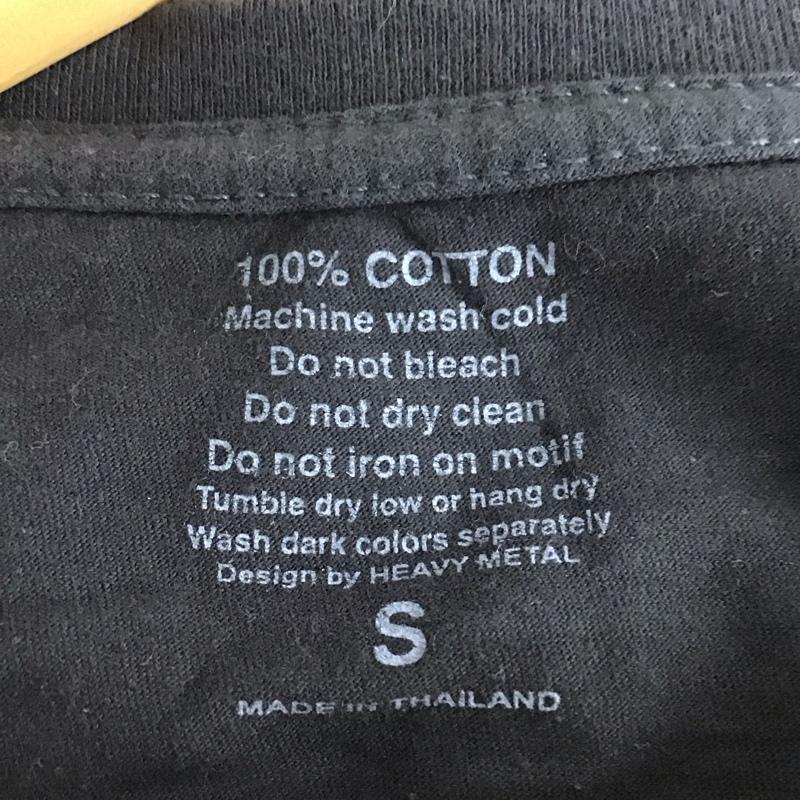 100% COTTON
Machine wash cold
Do not bleach
Do not dry clean
Do not iron on motif
Tumble dry low or hang dry
Wash dark colors separately
Design by HEAVY METAL
S
MADE IN THAILAND